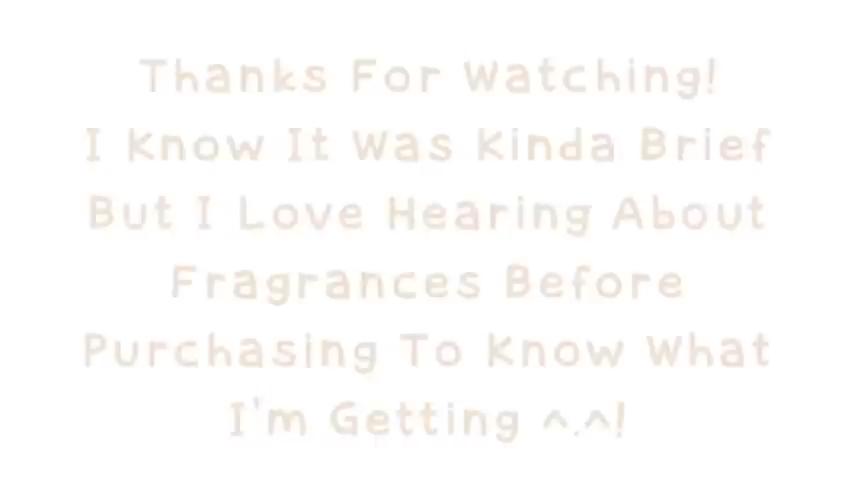 Thanks For Watching!
I Know It Was Kinda Brief
But I Love Hearing About
Fragrances Before
Purchasing To Know What
I'm Getting ^.^!